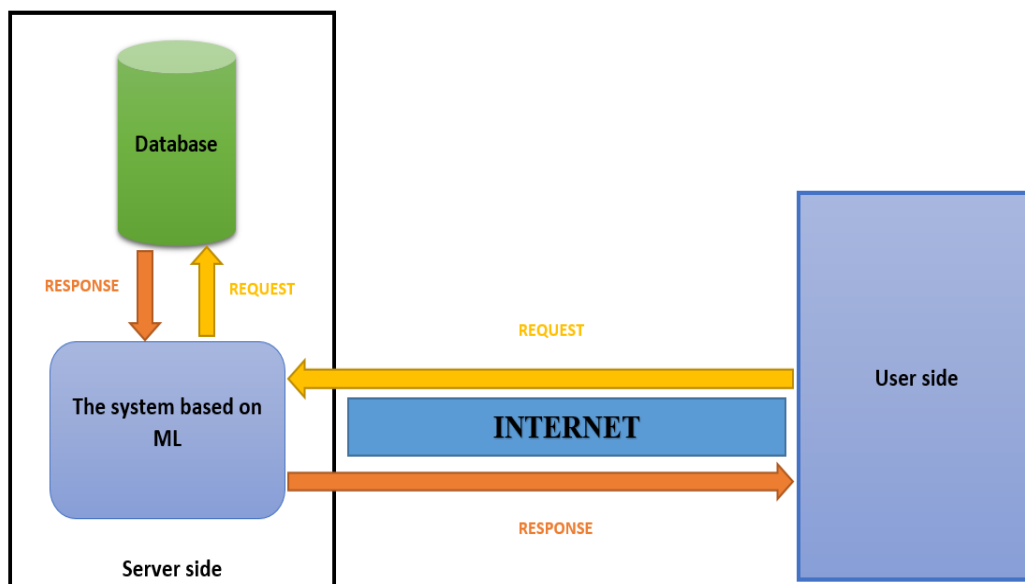 Database
RESPONSE
REQUEST
The system based on
ML
Server side
REQUEST
INTERNET
RESPONSE
User side